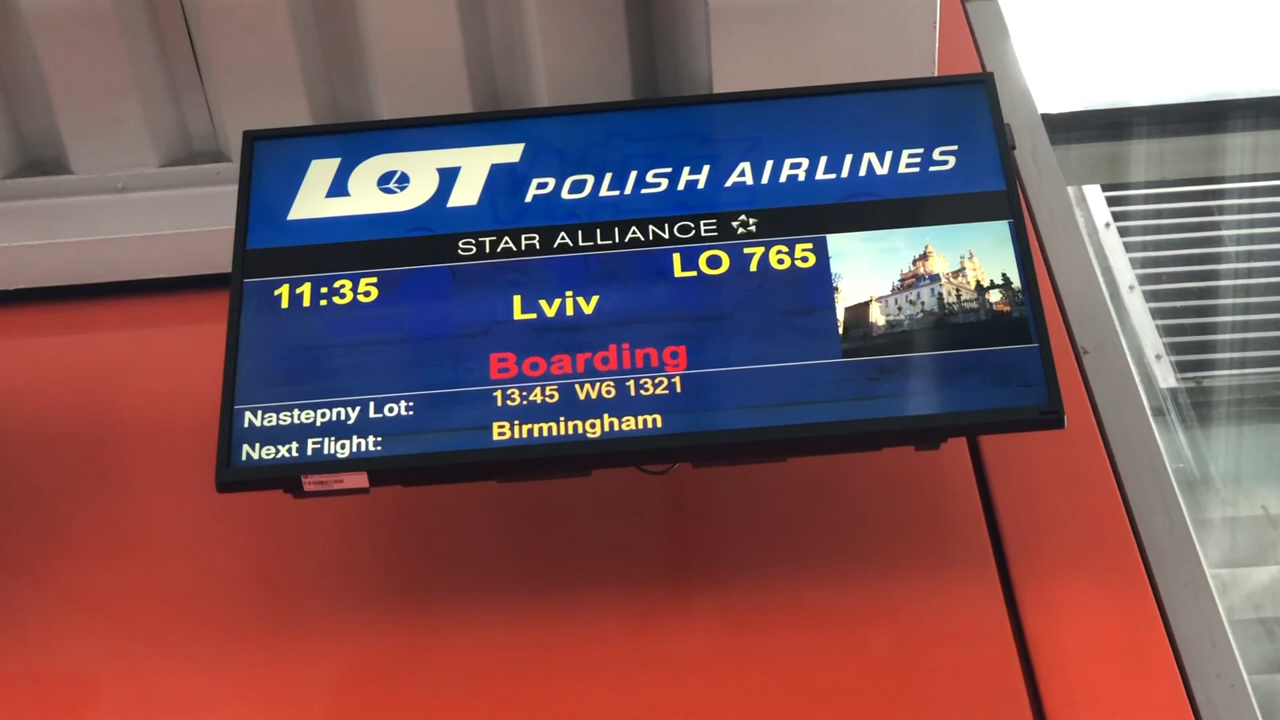 LOT POLISH AIRLINES
STAR ALLIANCE
11:35
LO 765
Lviv
Boarding
Nastepny Lot:
13:45 W6 1321
Next Flight:
Birmingham